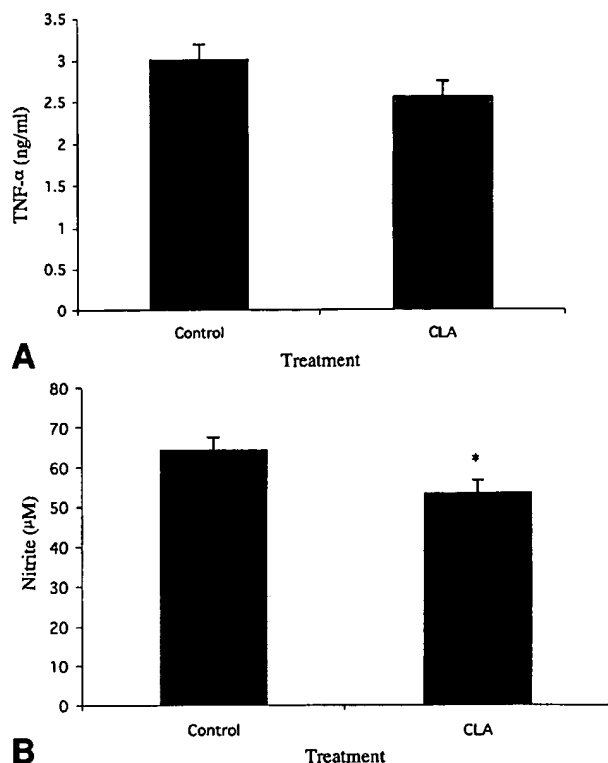 3.5
3
2.5
2
1.5
1
0.5
0
TNF-α (ng/ml)
Control CLA
Treatment
A
80
70
60
50
40
30
20
10
0
Nitrite (µM)
*
Control CLA
Treatment
B